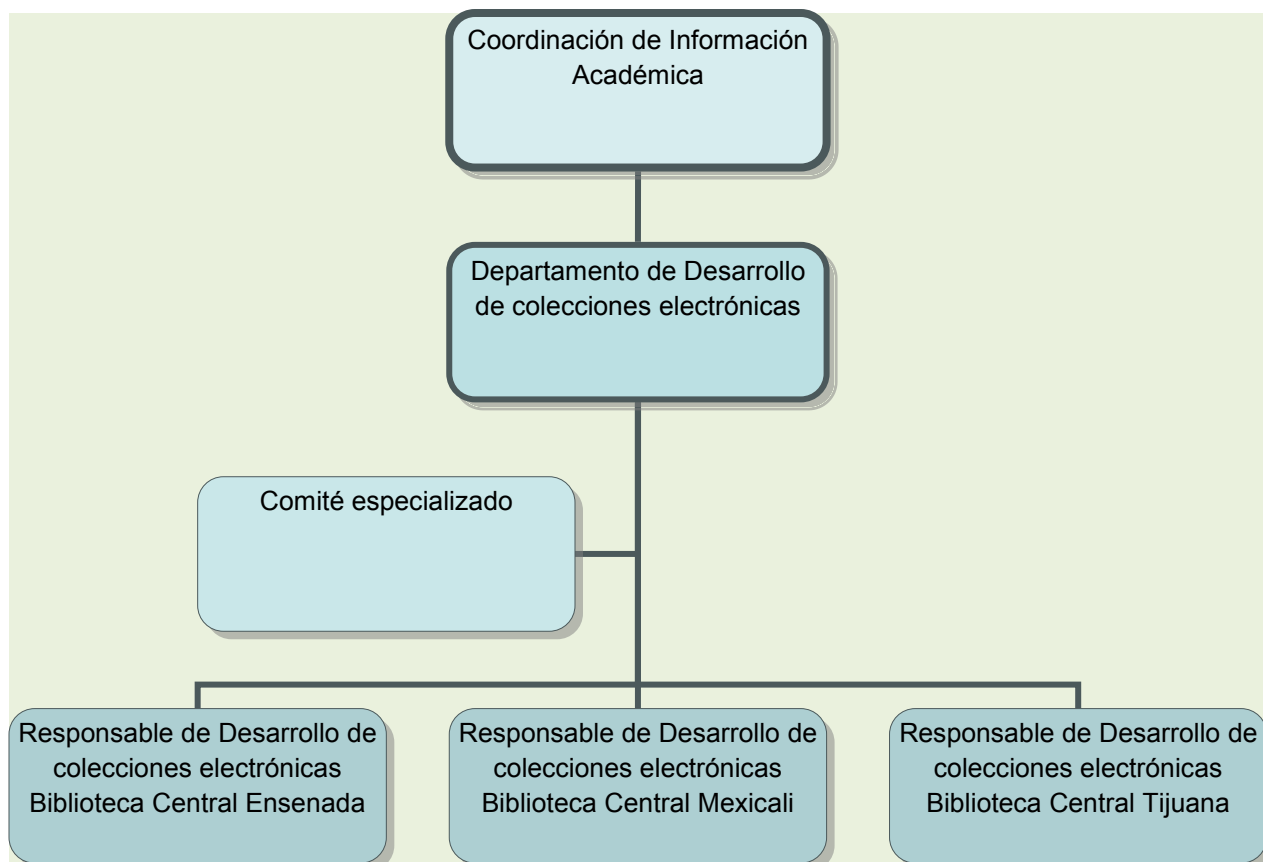 Coordinación de Información
Académica
Departamento de Desarrollo
de colecciones electrónicas
Comité especializado
Responsable de Desarrollo de
colecciones electrónicas
Biblioteca Central Ensenada
Responsable de Desarrollo de
colecciones electrónicas
Biblioteca Central Mexicali
Responsable de Desarrollo de
colecciones electrónicas
Biblioteca Central Tijuana